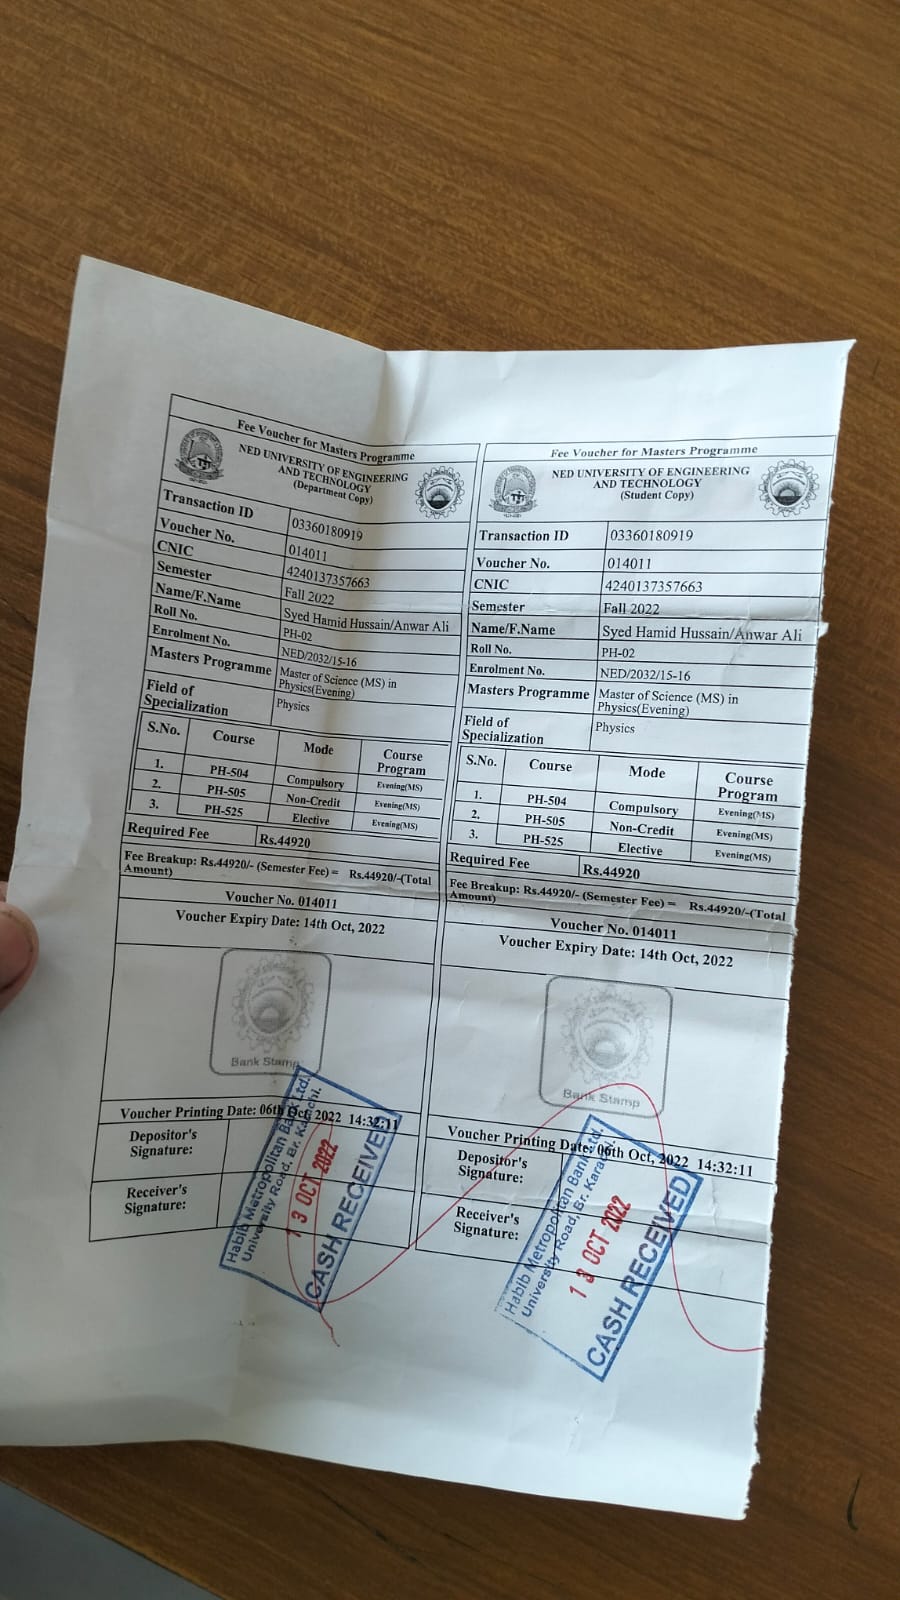 Fee Voucher for Masters Programme
NED UNIVERSITY OF ENGINEERING
AND TECHNOLOGY
(Department Copy)
Transaction ID 03360180919
Voucher No. 014011
CNIC 4240137357663
Semester Fall 2022
Name/F.Name Syed Hamid Hussain/Anwar Ali
Roll No. PH-02
Enrolment No. NED/2032/15-16
Masters Programme Master of Science (MS) in
Physics(Evening)
Field of
Specialization Physics
S.No. Course Mode Course
Program
1. PH-504 Compulsory Evening(MS)
2. PH-505 Non-Credit Evening(MS)
3. PH-525 Elective Evening(MS)
Required Fee Rs.44920
Fee Breakup: Rs.44920/- (Semester Fee) = Rs.44920/-(Total
Amount)
Voucher No. 014011
Voucher Expiry Date: 14th Oct, 2022
Bank Stamp
Voucher Printing Date: 06th Oct, 2022 14:32:11
Depositor's
Signature:
Receiver's
Signature:
Habib Metropolitan Bank Ltd.
University Road, Br. Karachi.
13 OCT 2022
CASH RECEIVED
Fee Voucher for Masters Programme
NED UNIVERSITY OF ENGINEERING
AND TECHNOLOGY
(Student Copy)
Transaction ID 03360180919
Voucher No. 014011
CNIC 4240137357663
Semester Fall 2022
Name/F.Name Syed Hamid Hussain/Anwar Ali
Roll No. PH-02
Enrolment No. NED/2032/15-16
Masters Programme Master of Science (MS) in
Physics(Evening)
Field of
Specialization Physics
S.No. Course Mode Course
Program
1. PH-504 Compulsory Evening(MS)
2. PH-505 Non-Credit Evening(MS)
3. PH-525 Elective Evening(MS)
Required Fee Rs.44920
Fee Breakup: Rs.44920/- (Semester Fee) = Rs.44920/-(Total
Amount)
Voucher No. 014011
Voucher Expiry Date: 14th Oct, 2022
Bank Stamp
Voucher Printing Date: 06th Oct, 2022 14:32:11
Depositor's
Signature:
Receiver's
Signature:
Habib Metropolitan Bank Ltd.
University Road, Br. Karachi.
13 OCT 2022
CASH RECEIVED